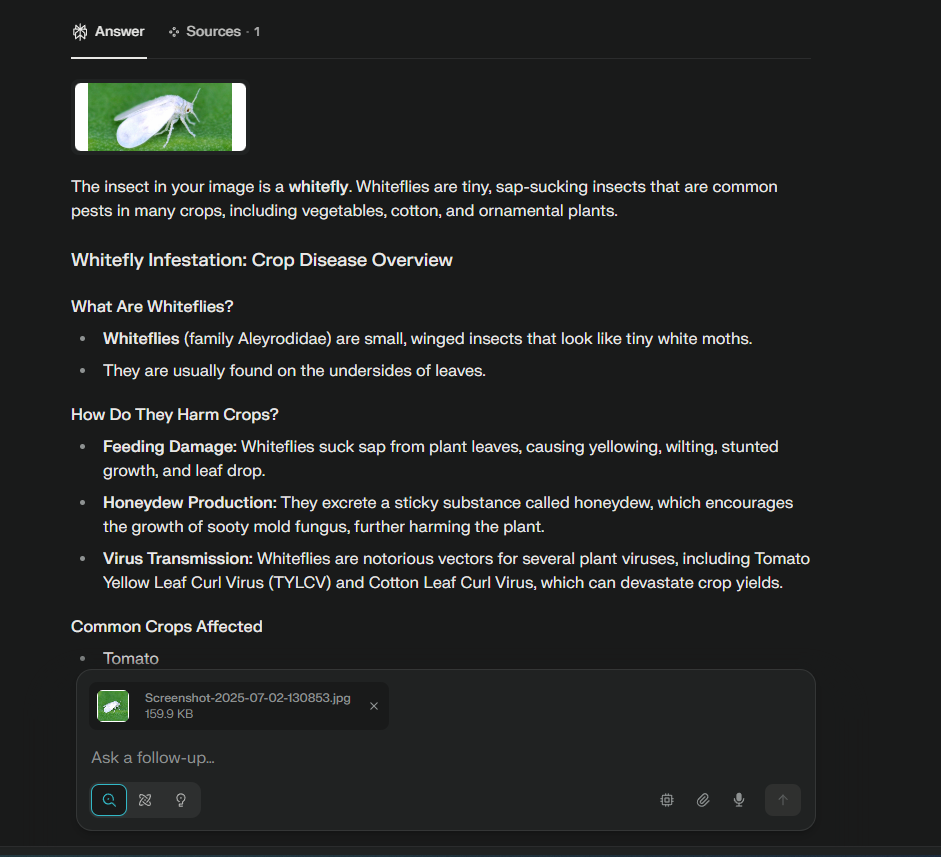 Answer
Sources · 1
The insect in your image is a whitefly. Whiteflies are tiny, sap-sucking insects that are common
pests in many crops, including vegetables, cotton, and ornamental plants.
Whitefly Infestation: Crop Disease Overview
What Are Whiteflies?
• Whiteflies (family Aleyrodidae) are small, winged insects that look like tiny white moths.
• They are usually found on the undersides of leaves.
How Do They Harm Crops?
• Feeding Damage: Whiteflies suck sap from plant leaves, causing yellowing, wilting, stunted
growth, and leaf drop.
• Honeydew Production: They excrete a sticky substance called honeydew, which encourages
the growth of sooty mold fungus, further harming the plant.
• Virus Transmission: Whiteflies are notorious vectors for several plant viruses, including Tomato
Yellow Leaf Curl Virus (TYLCV) and Cotton Leaf Curl Virus, which can devastate crop yields.
Common Crops Affected
• Tomato
Screenshot-2025-07-02-130853.jpg
159.9 KB
Ask a follow-up...